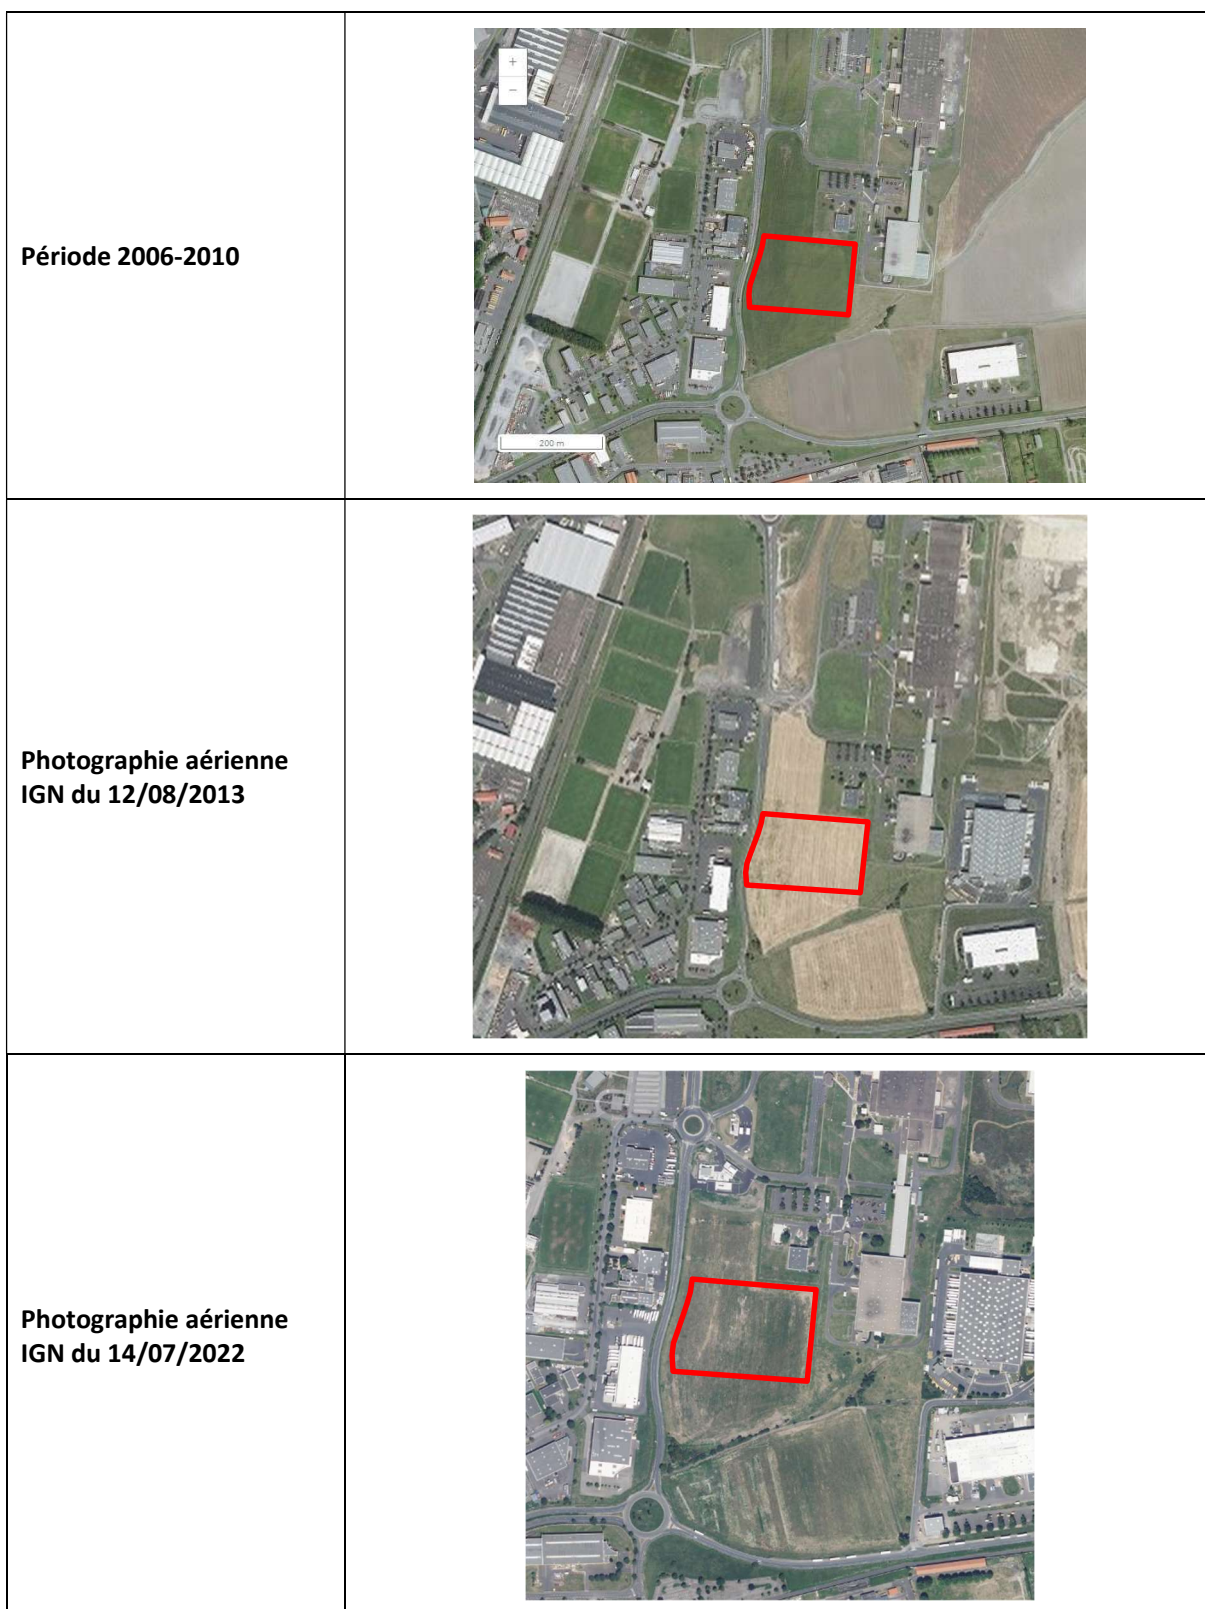 Période 2006-2010
+
−
200 m
Photographie aérienne
IGN du 12/08/2013
Photographie aérienne
IGN du 14/07/2022